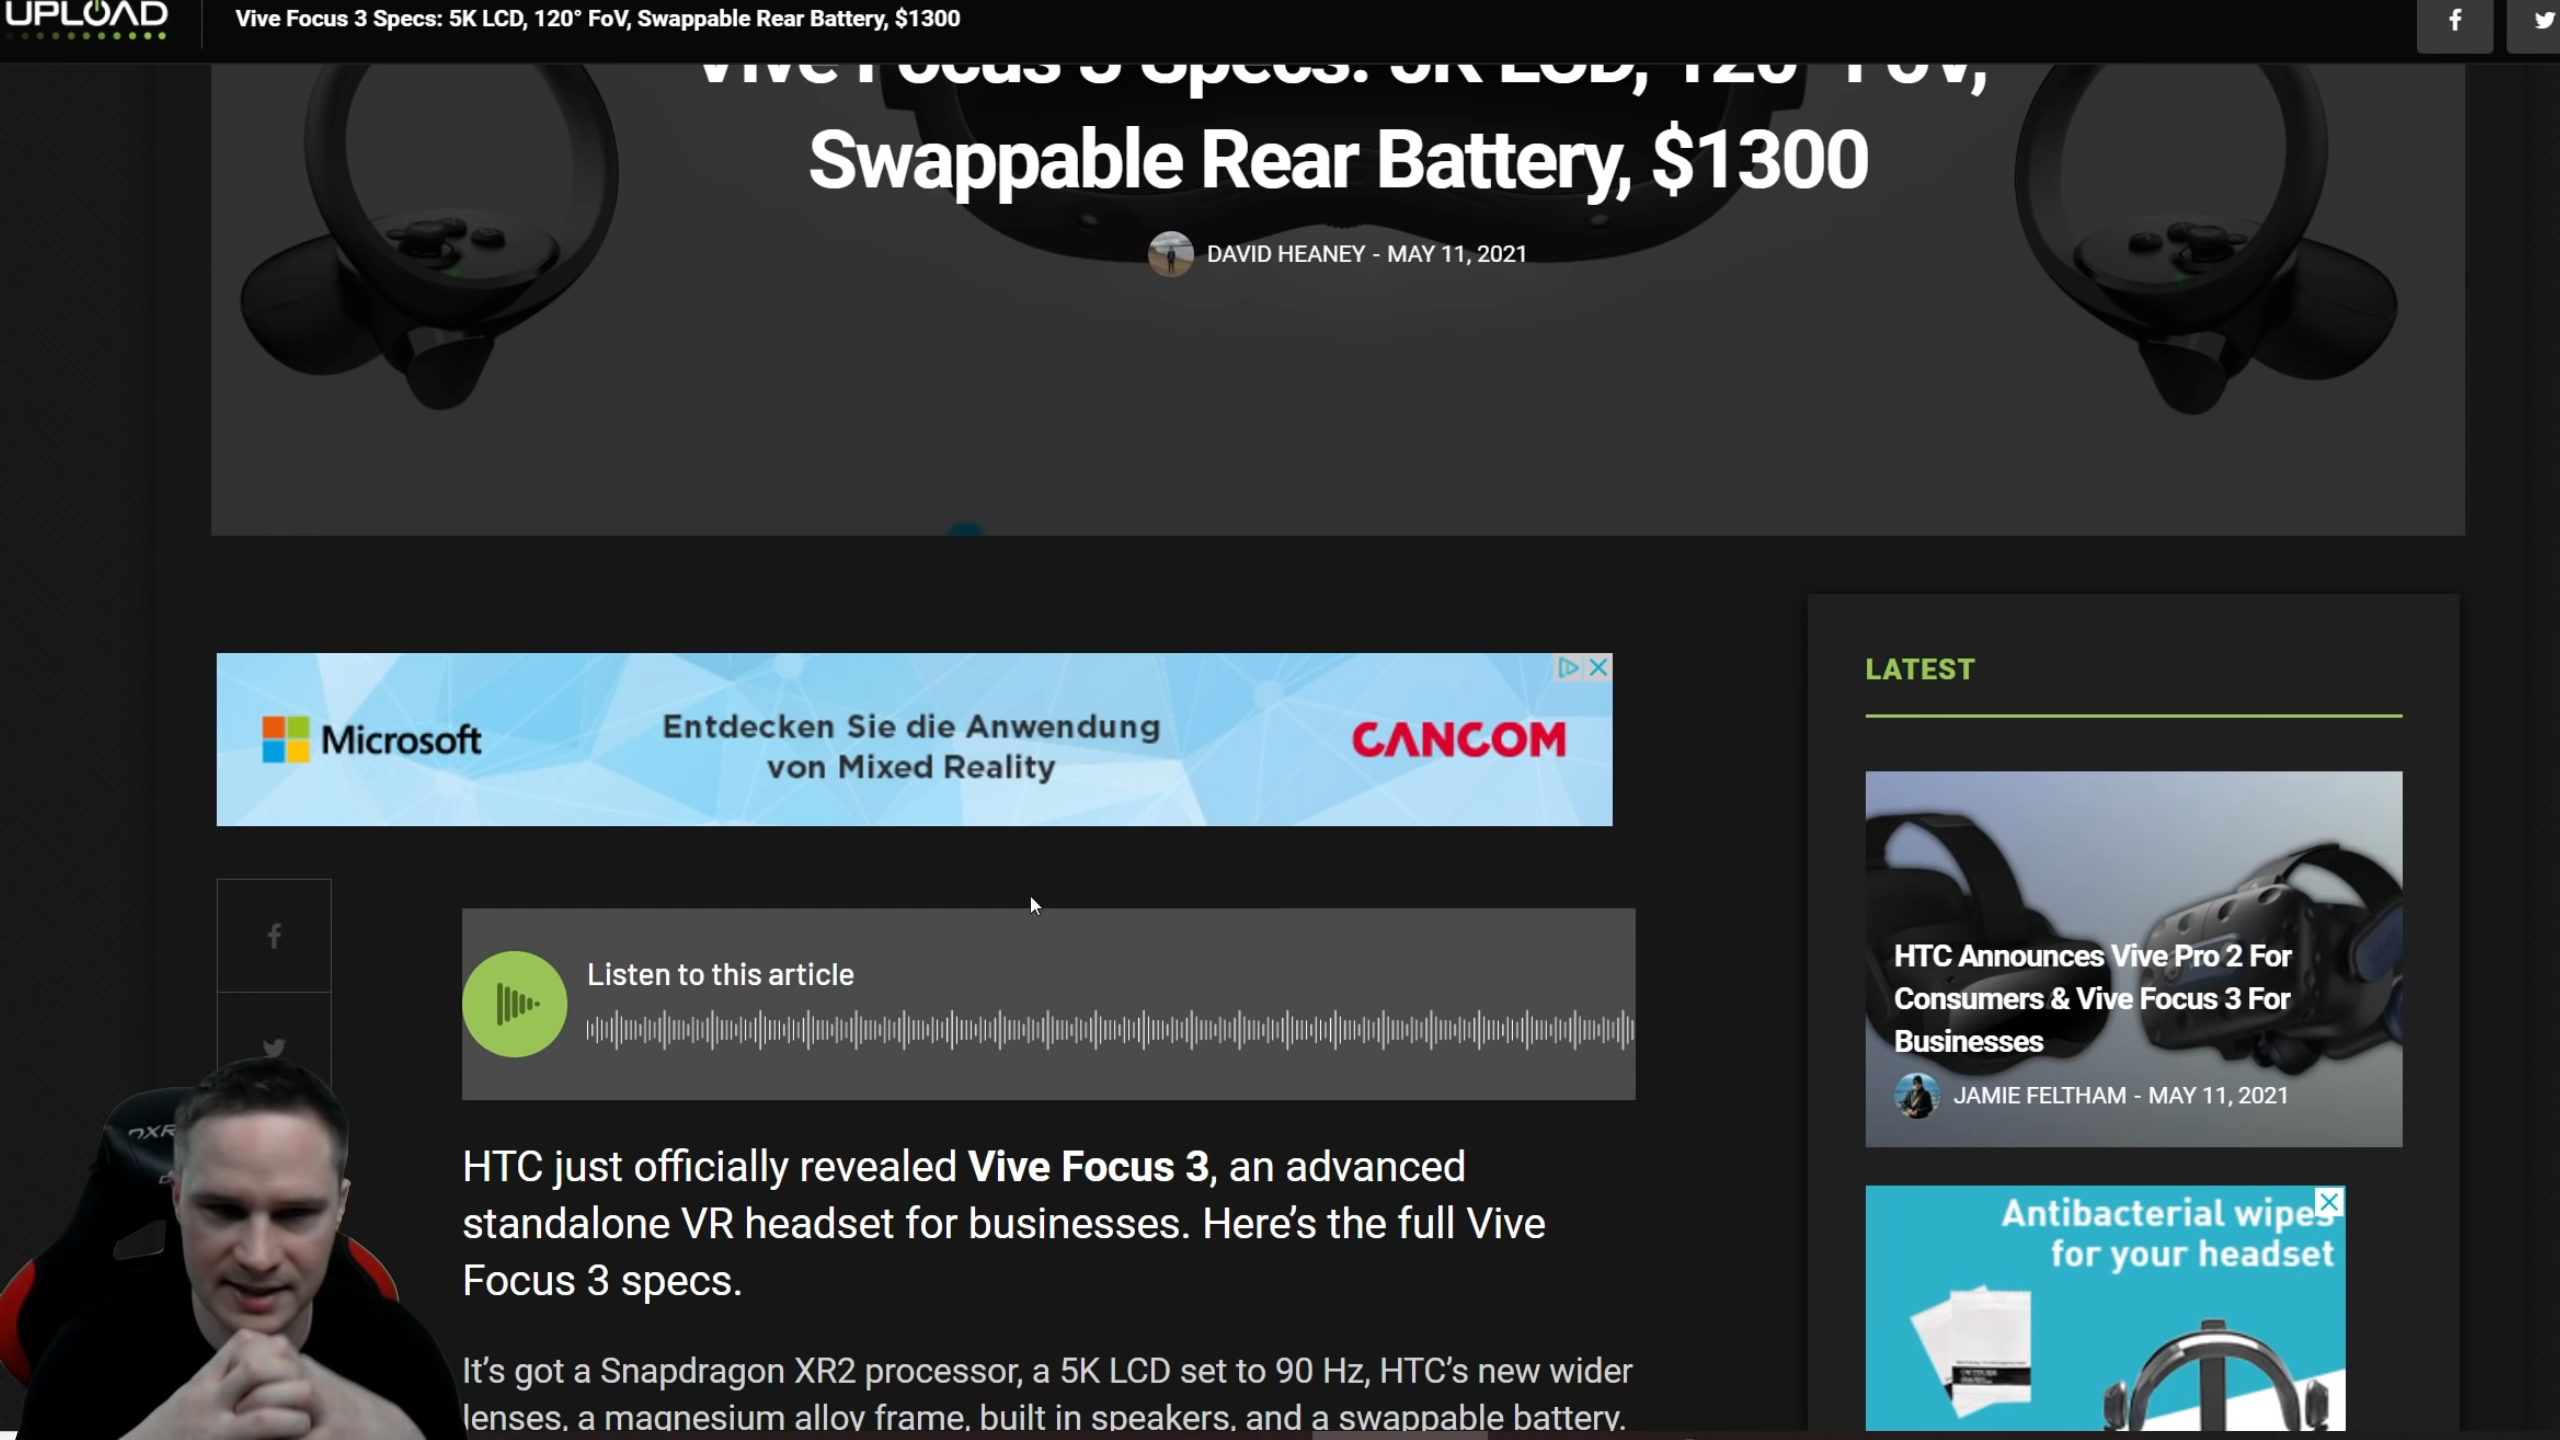 UPLOAD
Vive Focus 3 Specs: 5K LCD, 120° FoV, Swappable Rear Battery, $1300
Vive Focus 3 Specs: 5K LCD, 120° FoV,
Swappable Rear Battery, $1300
DAVID HEANEY - MAY 11, 2021
Microsoft
Entdecken Sie die Anwendung
von Mixed Reality
CANCOM
LATEST
Listen to this article
HTC Announces Vive Pro 2 For
Consumers & Vive Focus 3 For
Businesses
JAMIE FELTHAM - MAY 11, 2021
HTC just officially revealed Vive Focus 3, an advanced
standalone VR headset for businesses. Here's the full Vive
Focus 3 specs.
Antibacterial wipes
for your headset
It's got a Snapdragon XR2 processor, a 5K LCD set to 90 Hz, HTC's new wider
lenses, a magnesium alloy frame, built in speakers, and a swappable battery.